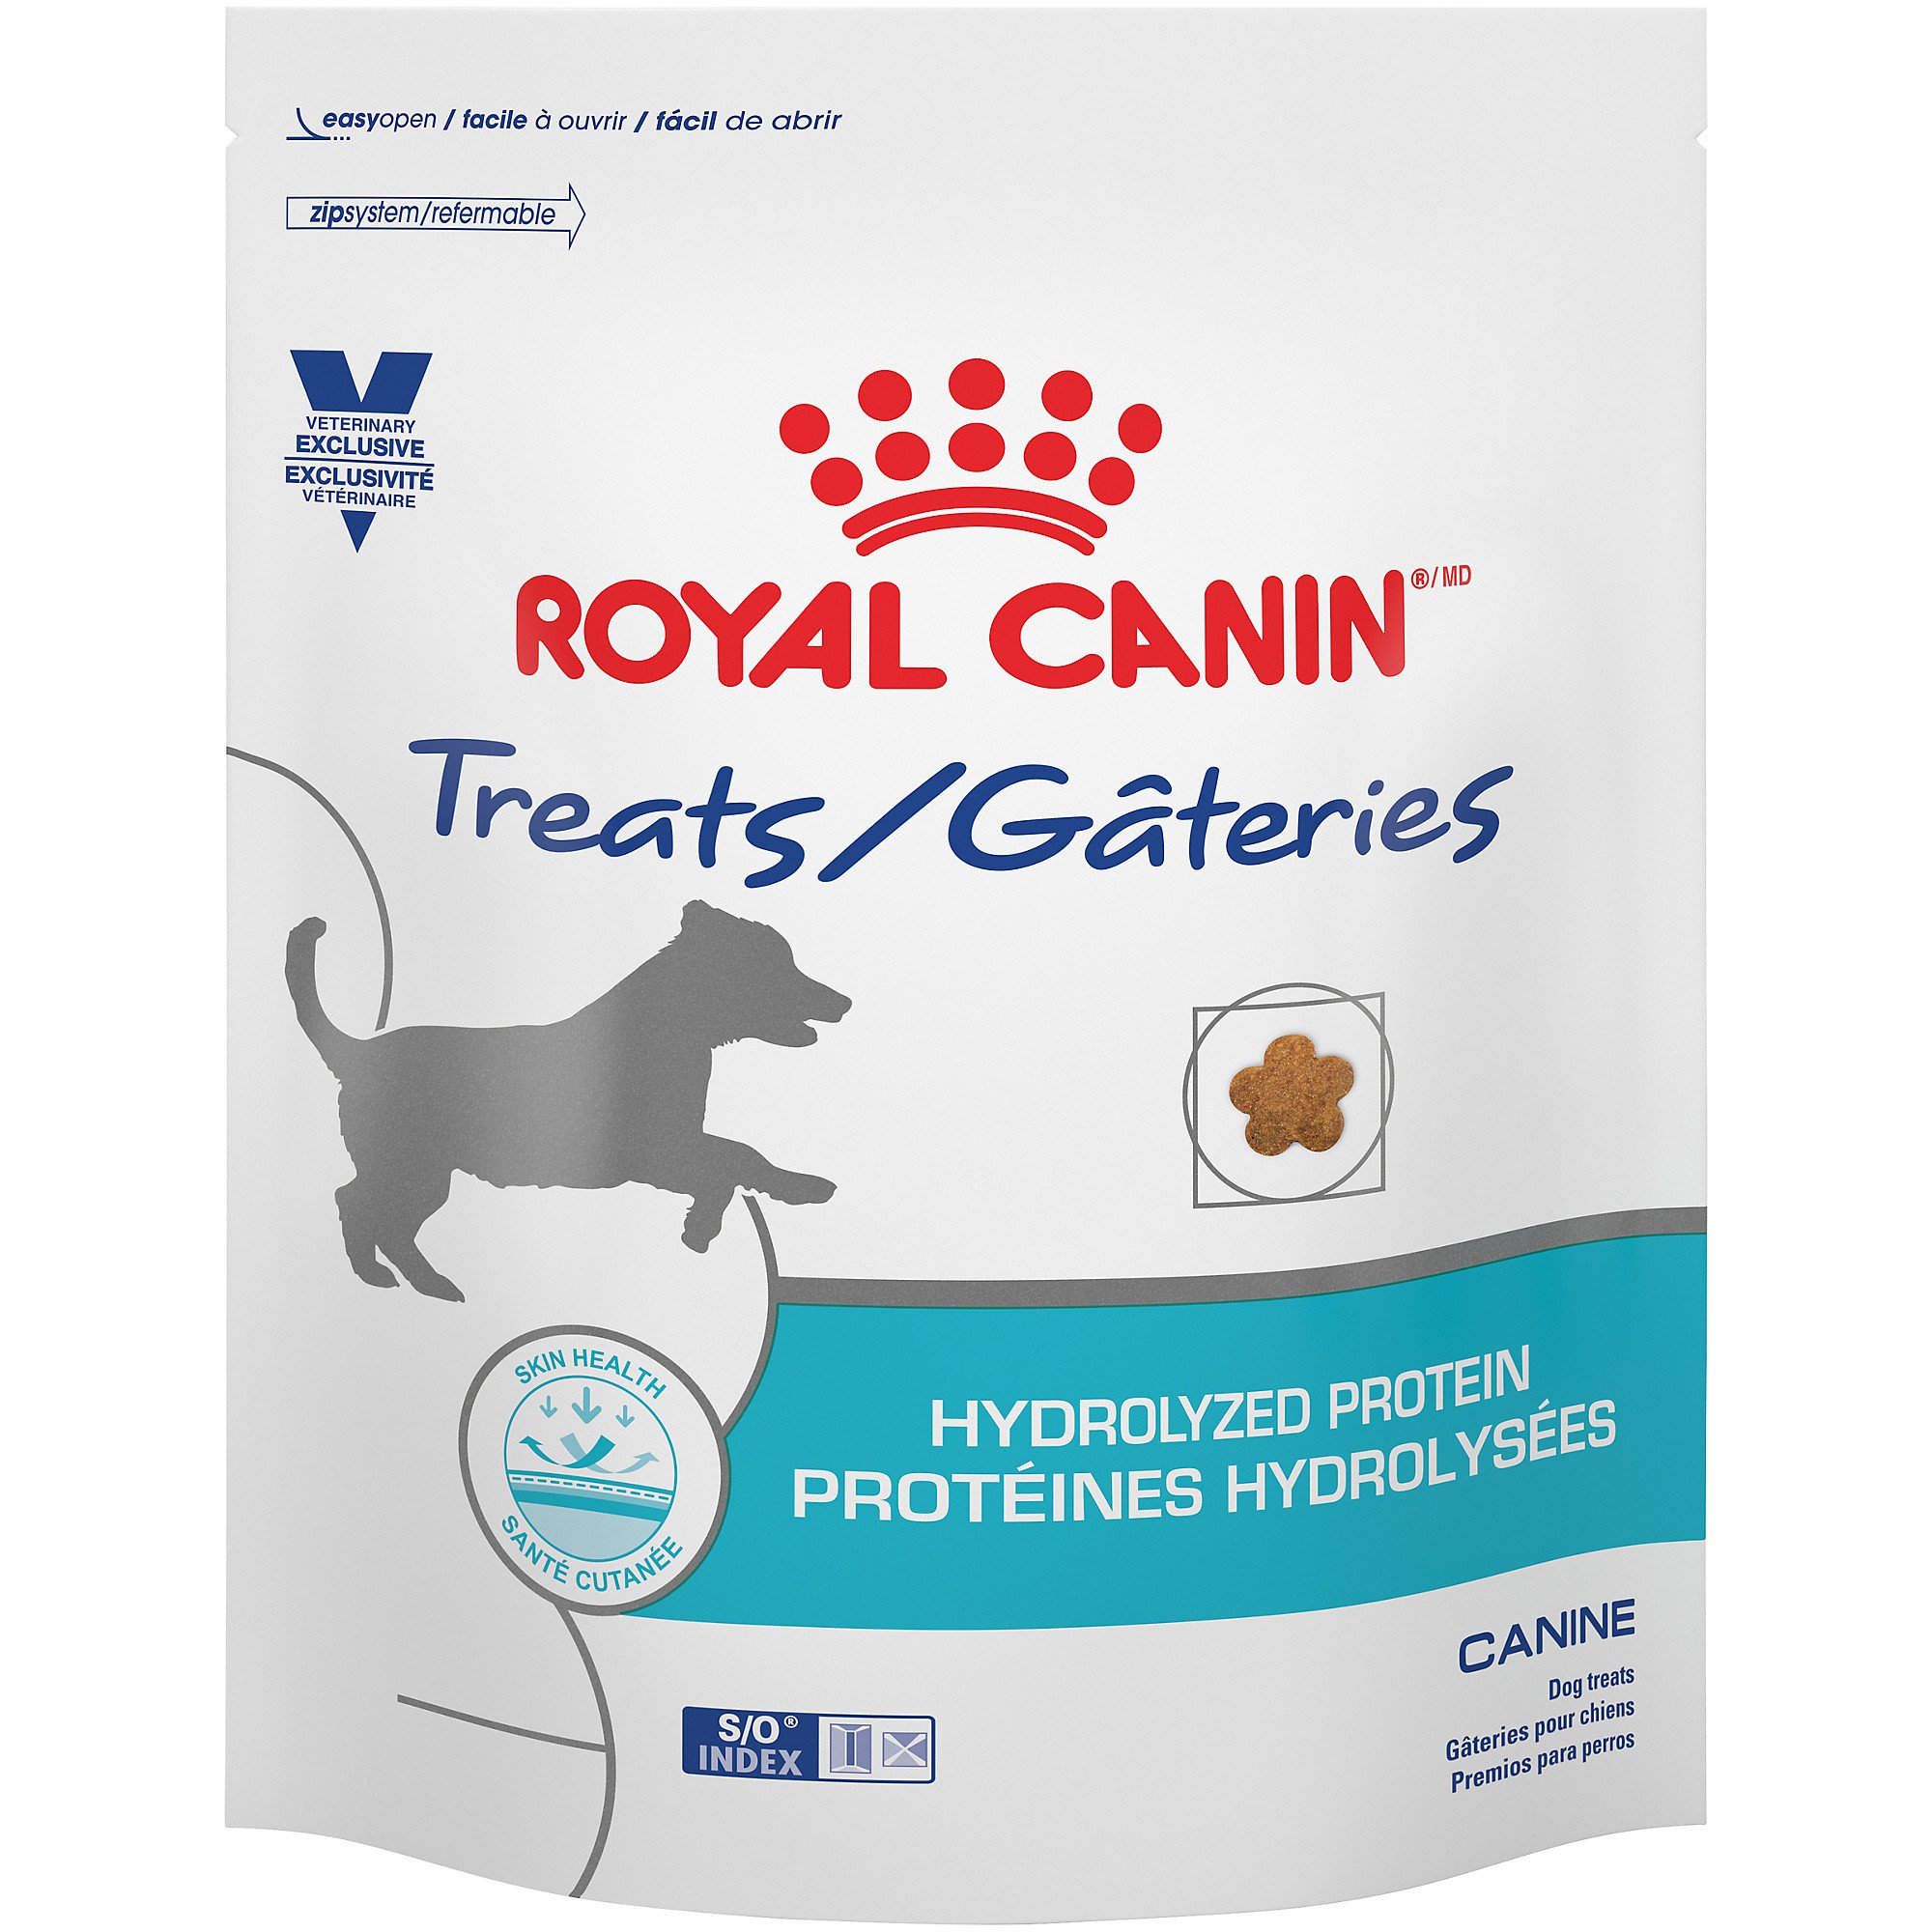 easyopen / facile à ouvrir / fácil de abrir
zipsystem/refermable
VETERINARY
EXCLUSIVE
EXCLUSIVITÉ
VÉTÉRINAIRE
ROYAL CANIN®/MD
Treats/Gâteries
SKIN HEALTH
SANTÉ CUTANÉE
HYDROLYZED PROTEIN
PROTÉINES HYDROLYSÉES
CANINE
Dog treats
Gâteries pour chiens
Premios para perros
S/O®
INDEX